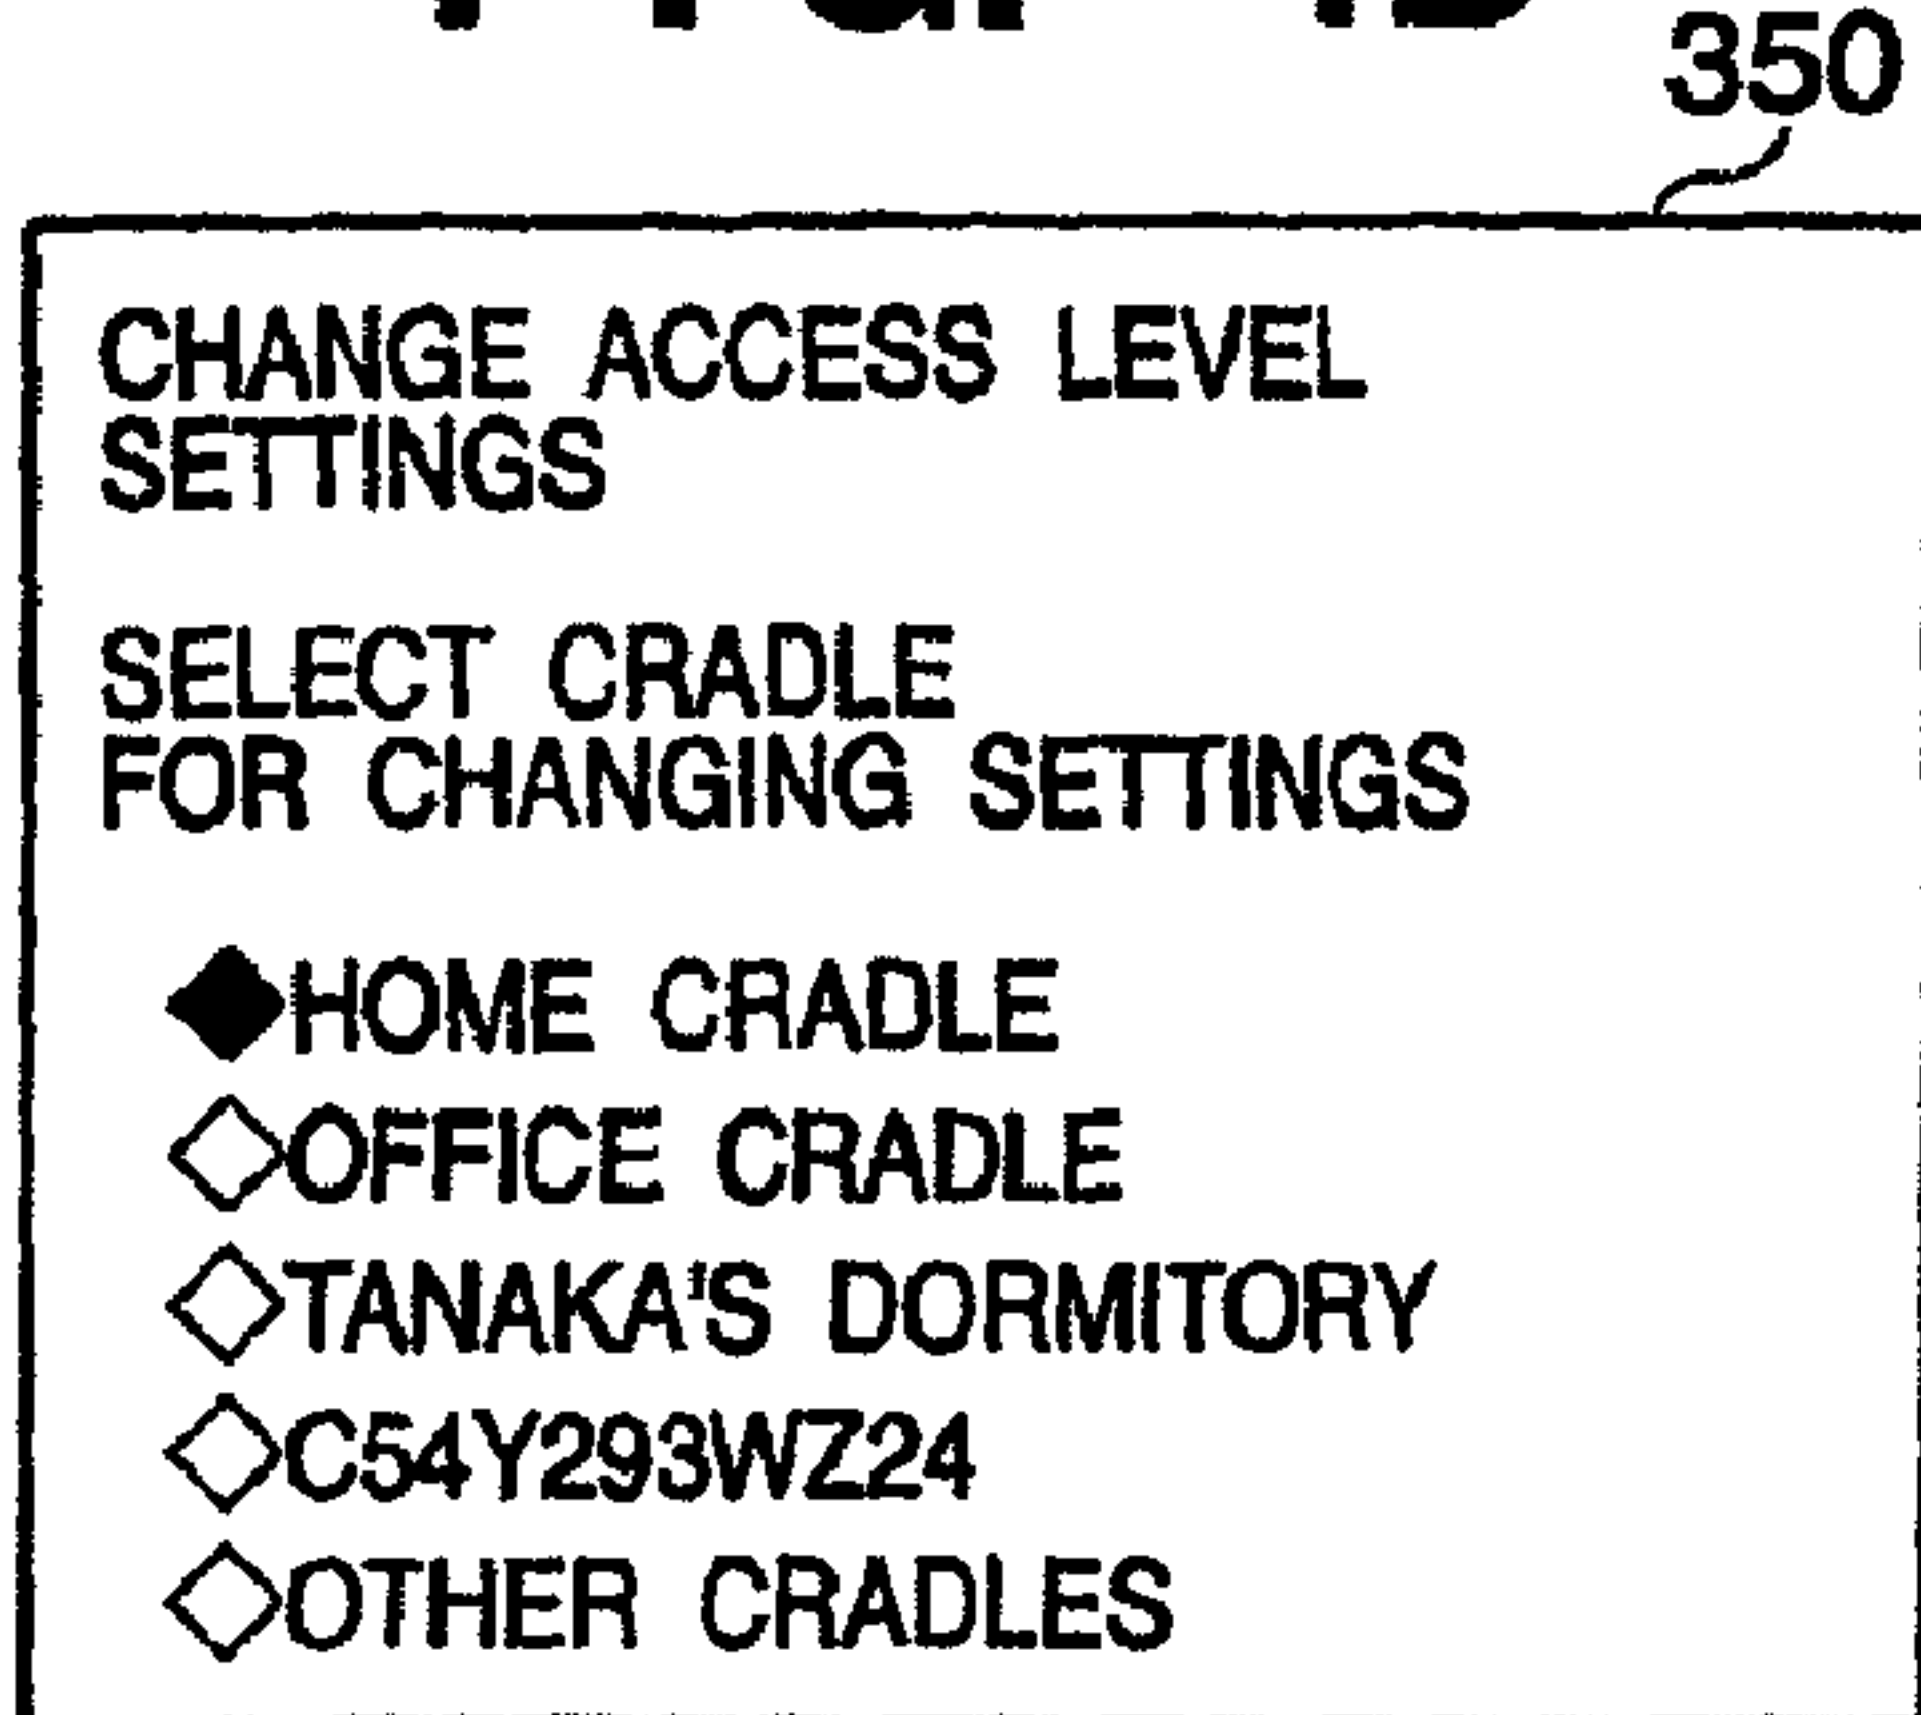 350
CHANGE ACCESS LEVEL
SETTINGS
SELECT CRADLE
FOR CHANGING SETTINGS
◆HOME CRADLE
◇OFFICE CRADLE
◇TANAKA'S DORMITORY
◇C54Y293WZ24
◇OTHER CRADLES